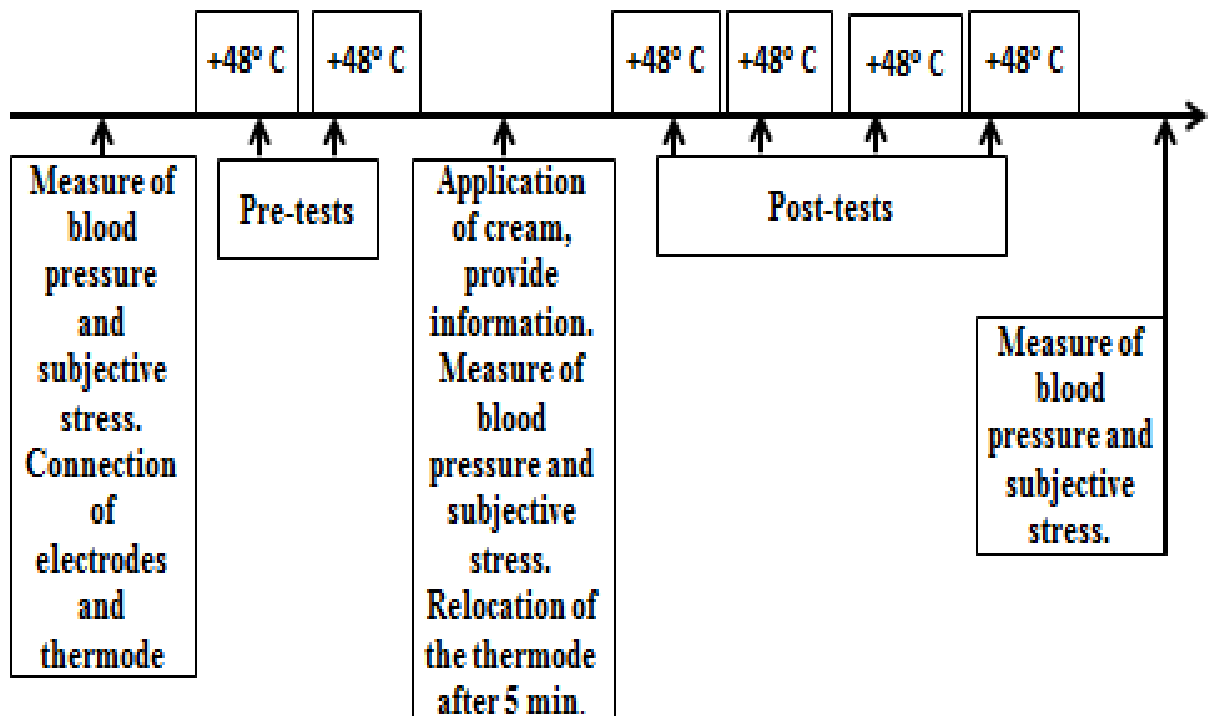 +48° C
+48° C
+48° C
+48° C
+48° C
+48° C
Measure of
blood
pressure
and
subjective
stress.
Connection
of
electrodes
and
thermode
Pre-tests
Application
of cream,
provide
information.
Measure of
blood
pressure and
subjective
stress.
Relocation of
the thermode
after 5 min.
Post-tests
Measure of
blood
pressure and
subjective
stress.